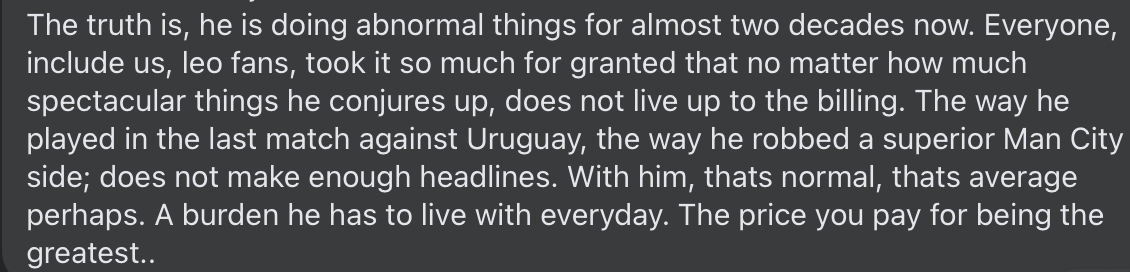 The truth is, he is doing abnormal things for almost two decades now. Everyone,
include us, leo fans, took it so much for granted that no matter how much
spectacular things he conjures up, does not live up to the billing. The way he
played in the last match against Uruguay, the way he robbed a superior Man City
side; does not make enough headlines. With him, thats normal, thats average
perhaps. A burden he has to live with everyday. The price you pay for being the
greatest..